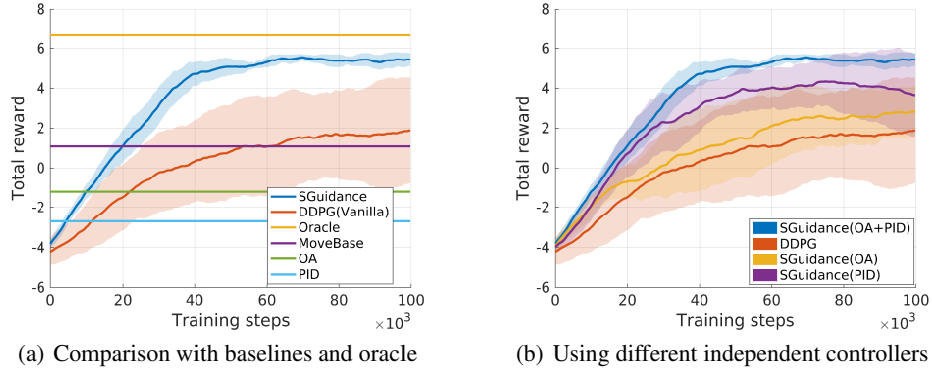 8
6
4
2
0
-2
-4
-6
Total reward
SGuidance
DDPG(Vanilla)
Oracle
MoveBase
OA
PID
0 20 40 60 80 100
Training steps
×10³
(a) Comparison with baselines and oracle
8
6
4
2
0
-2
-4
-6
Total reward
SGuidance(OA+PID)
DDPG
SGuidance(OA)
SGuidance(PID)
0 20 40 60 80 100
Training steps
×10³
(b) Using different independent controllers